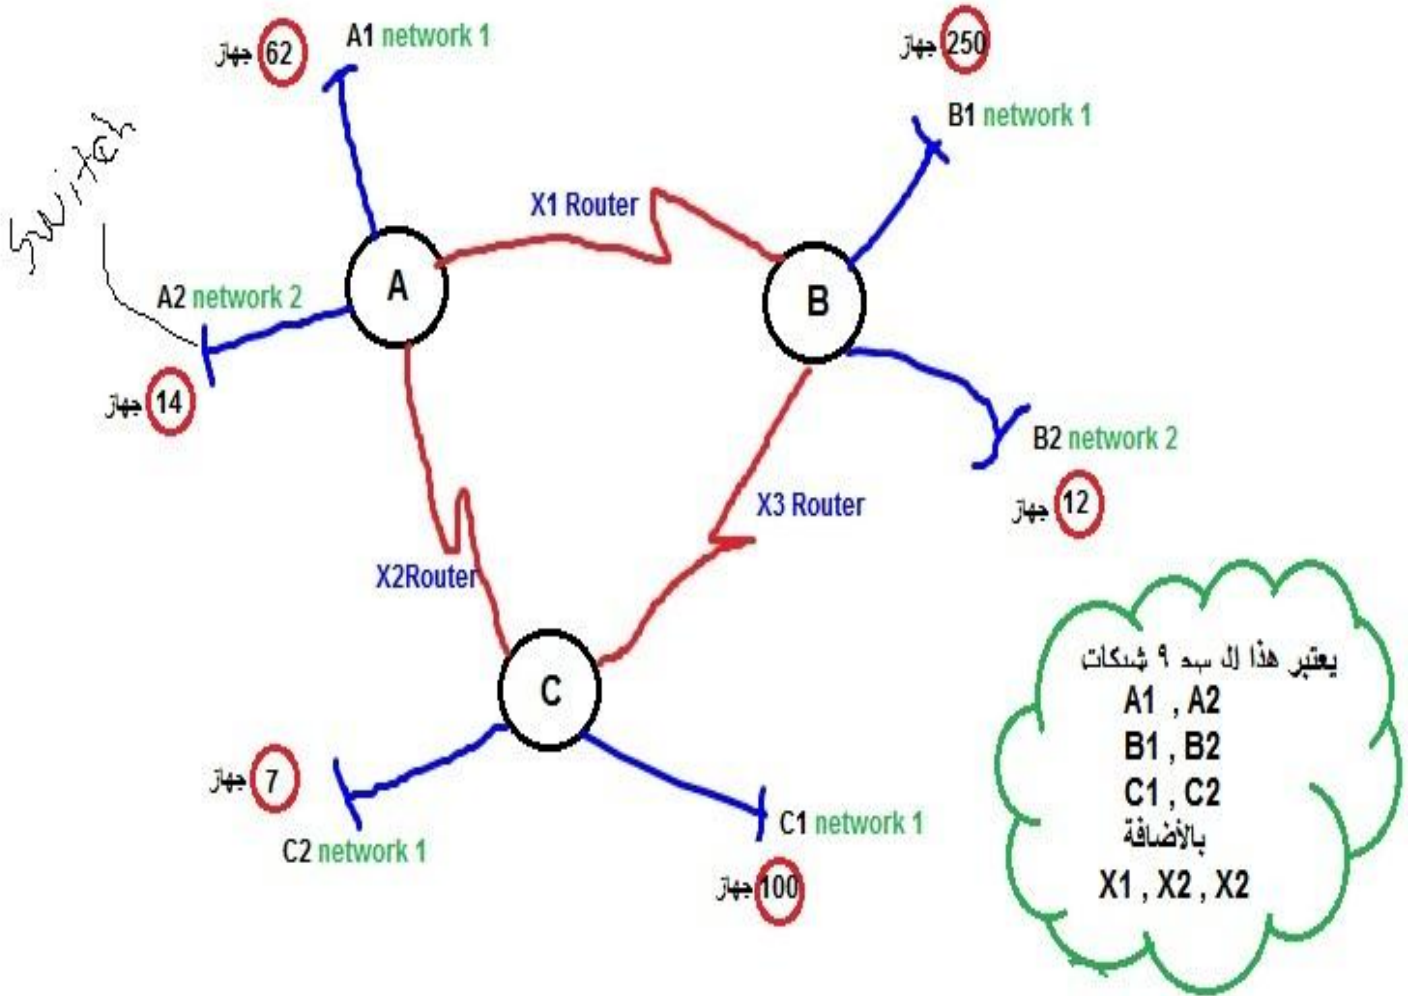 A1 network 1
62 جهاز
250 جهاز
B1 network 1
Switch
X1 Router
A
B
A2 network 2
14 جهاز
B2 network 2
12 جهاز
X3 Router
X2Router
C
7 جهاز
C2 network 1
C1 network 1
100 جهاز
يعتبر هذا ٩ شبكات
A1 , A2
B1 , B2
C1 , C2
بالأضافة
X1 , X2 , X2